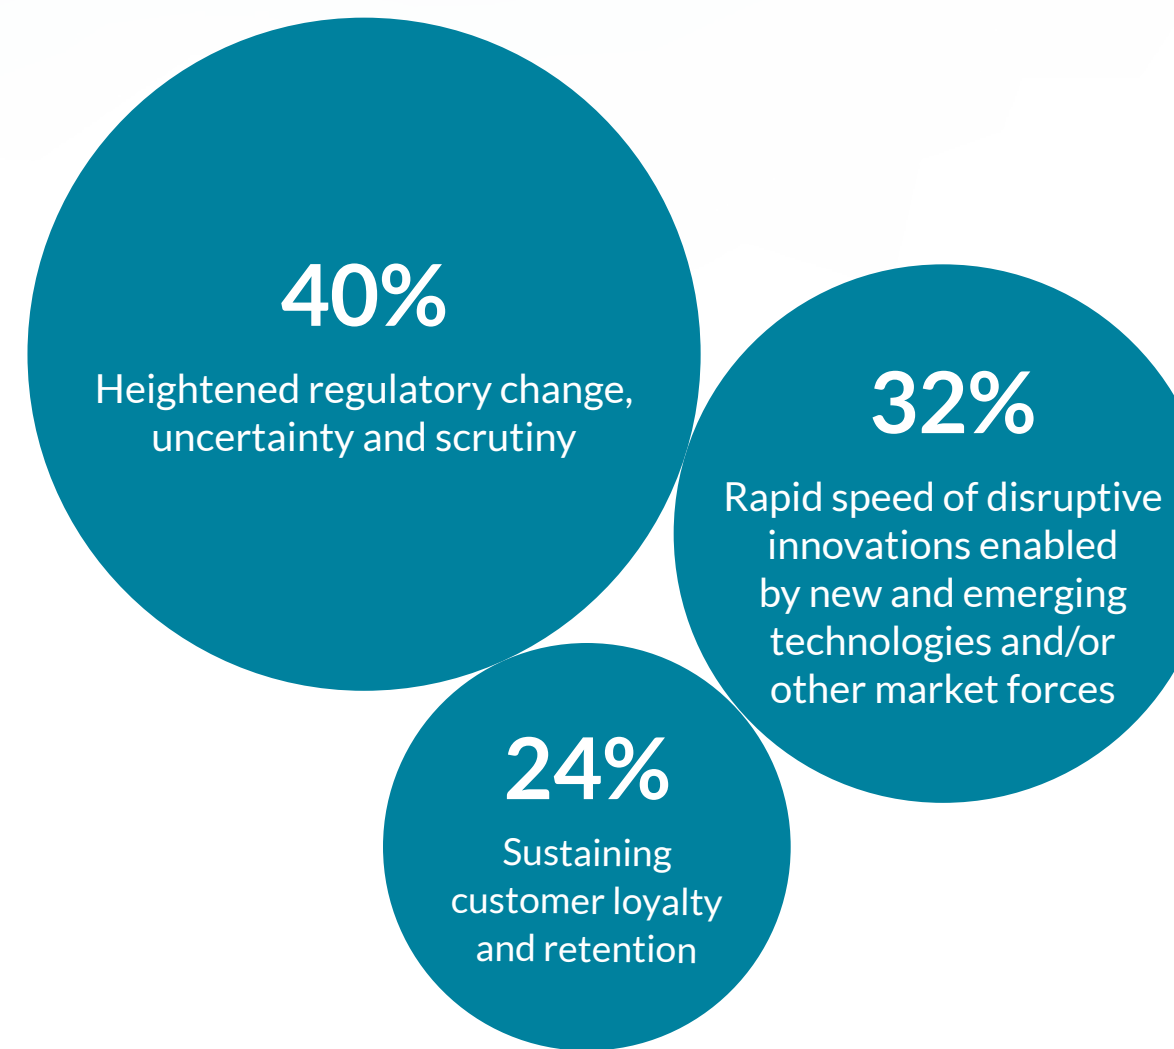 40%
Heightened regulatory change,
uncertainty and scrutiny
32%
Rapid speed of disruptive
innovations enabled
by new and emerging
technologies and/or
other market forces
24%
Sustaining
customer loyalty
and retention